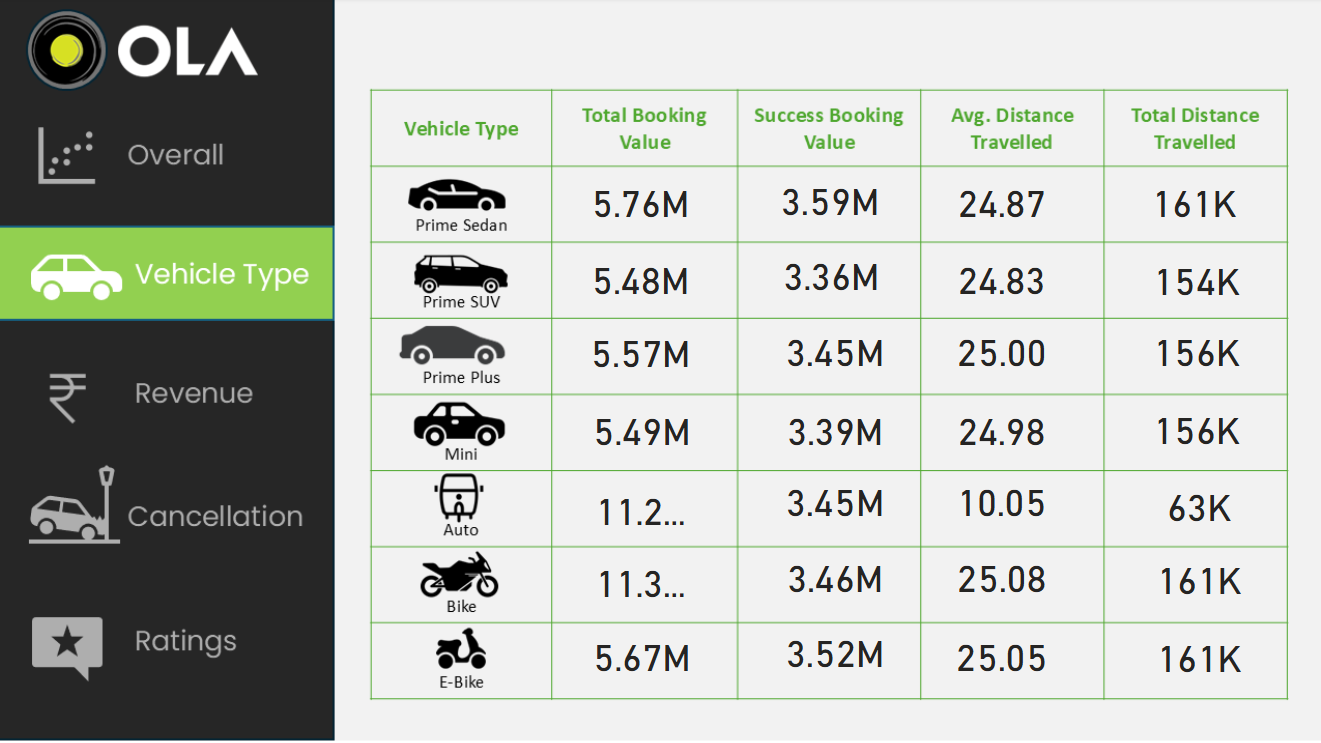 OLA
Overall
Vehicle Type
Revenue
Cancellation
Ratings
Vehicle Type Total Booking Value Success Booking Value Avg. Distance Travelled Total Distance Travelled
Prime Sedan 5.76M 3.59M 24.87 161K
Prime SUV 5.48M 3.36M 24.83 154K
Prime Plus 5.57M 3.45M 25.00 156K
Mini 5.49M 3.39M 24.98 156K
Auto 11.2... 3.45M 10.05 63K
Bike 11.3... 3.46M 25.08 161K
E-Bike 5.67M 3.52M 25.05 161K